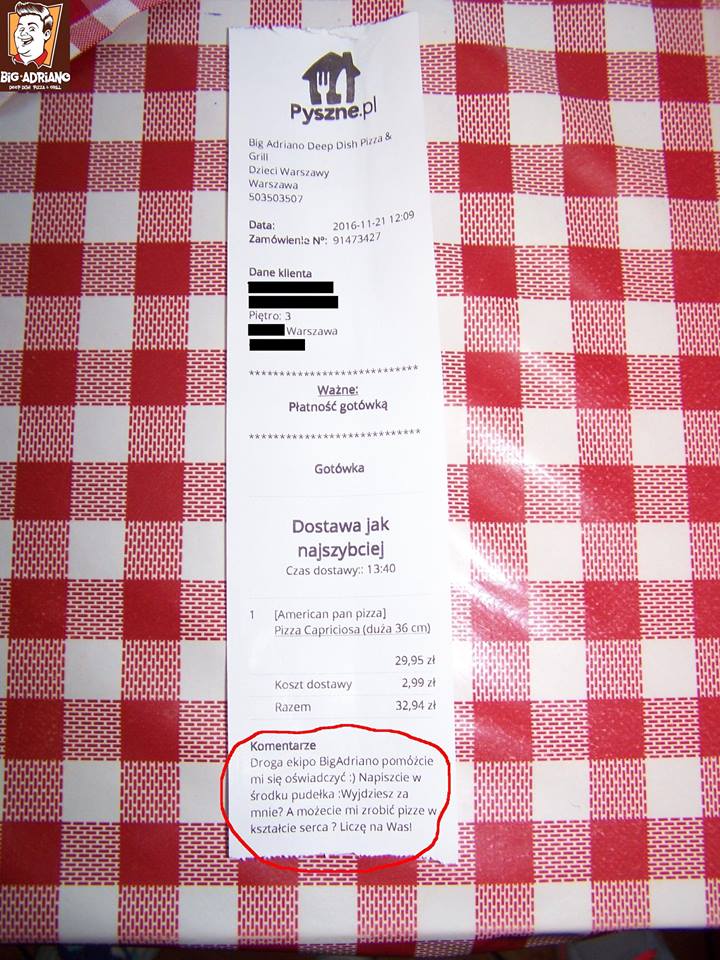 BIG ADRIANO
DEEP DISH PIZZA & GRILL
Pyszne.pl
Big Adriano Deep Dish Pizza &
Grill
Dzieci Warszawy
Warszawa
503503507
Data: 2016-11-21 12:09
Zamówienie Nº: 91473427
Dane klienta
Piętro: 3
Warszawa
****************************
Ważne:
Płatność gotówką
****************************
Gotówka
Dostawa jak
najszybciej
Czas dostawy:: 13:40
1 [American pan pizza]
Pizza Capriciosa (duża 36 cm)
29,95 zł
Koszt dostawy 2,99 zł
Razem 32,94 zł
Komentarze
Droga ekipo BigAdriano pomóżcie
mi się oświadczyć :) Napiszcie w
środku pudełka :Wyjdziesz za
mnie? A możecie mi zrobić pizze w
kształcie serca ? Liczę na Was!